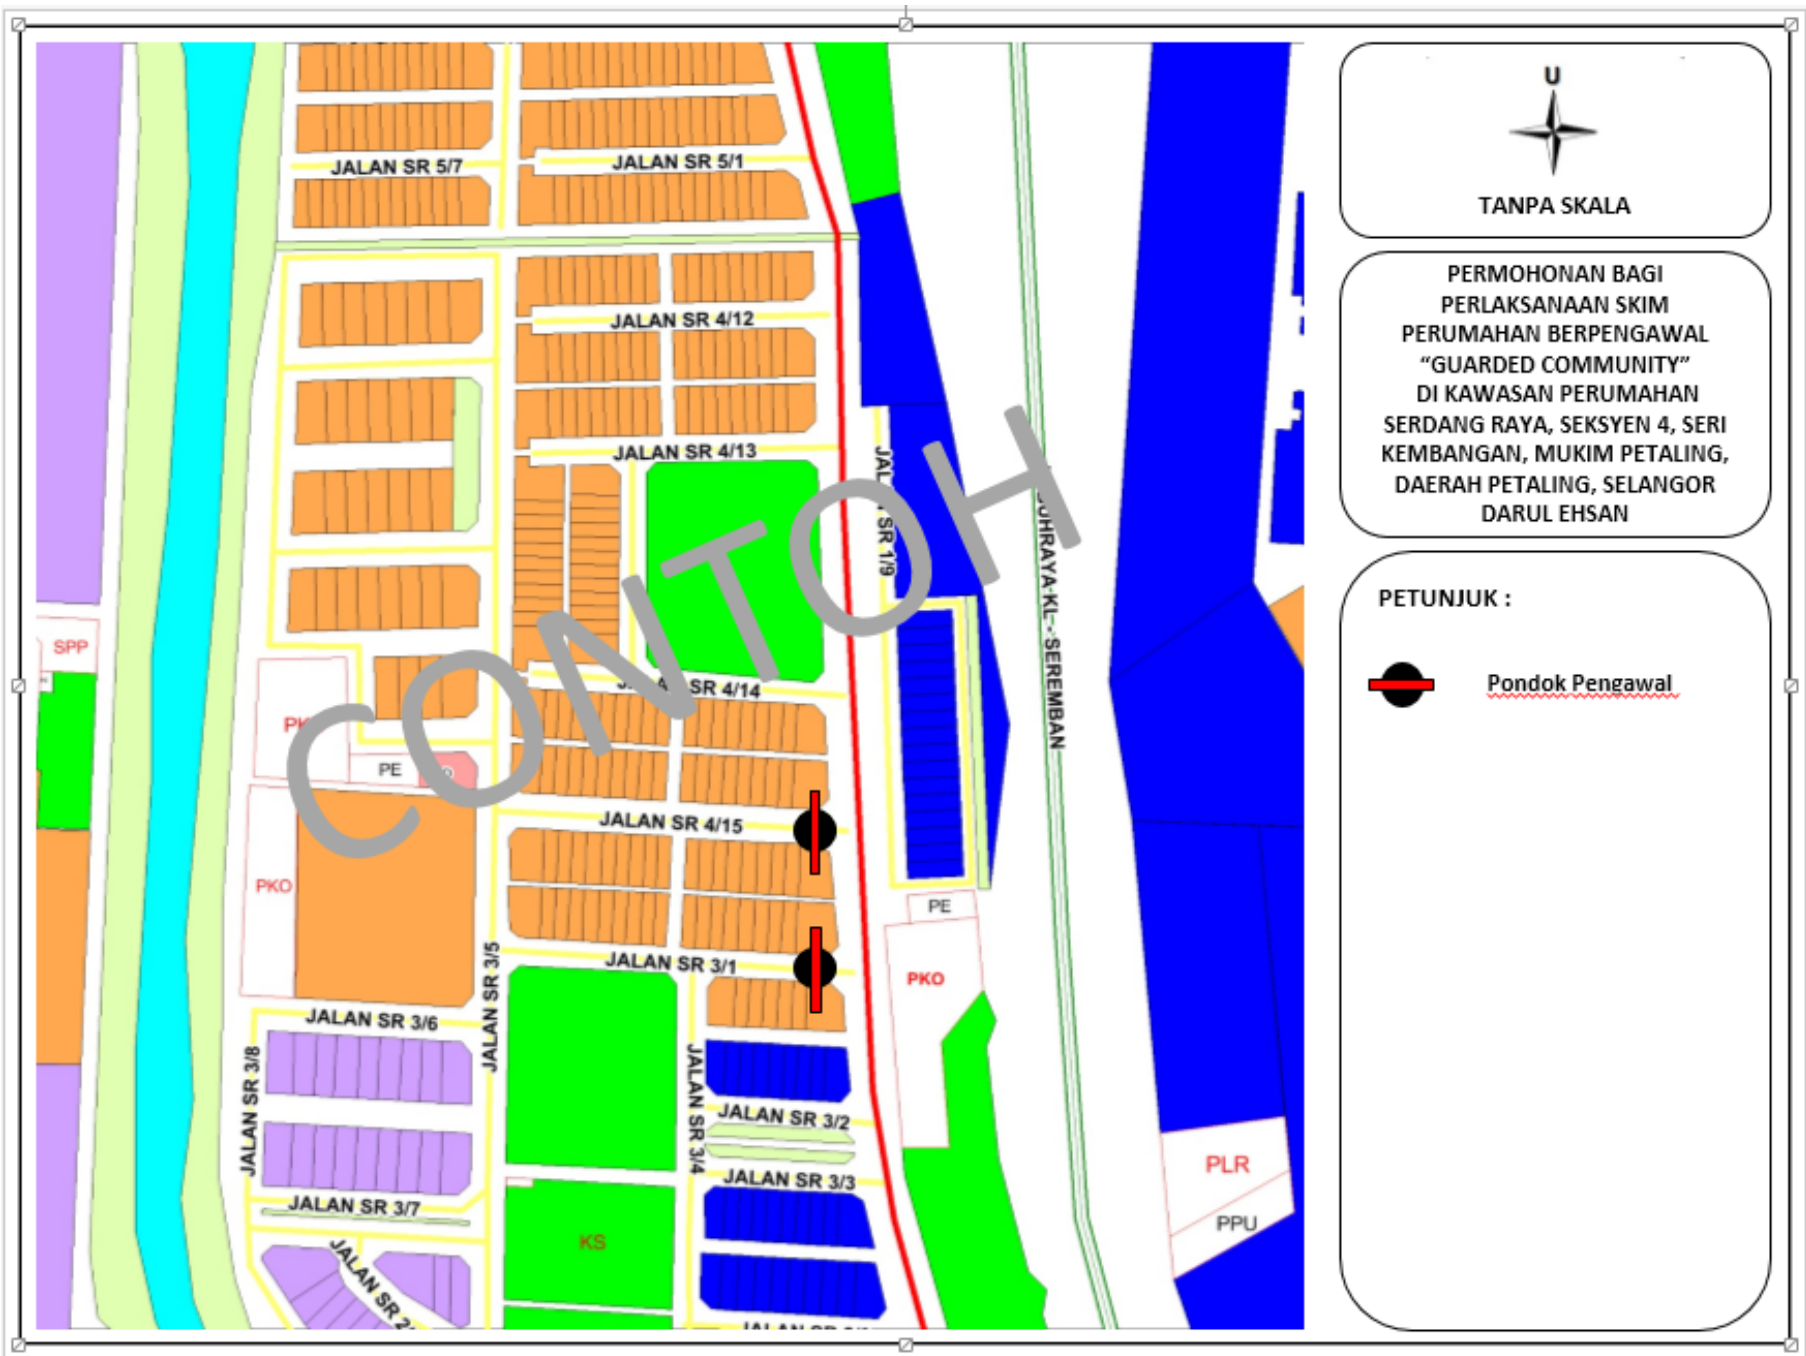 JALAN SR 5/7
JALAN SR 5/1
JALAN SR 4/12
JALAN SR 4/13
JALAN SR 1/9
KL - SEREMBAN
SPP
SR 4/14
PE
JALAN SR 4/15
PKO
PE
JALAN SR 3/5
JALAN SR 3/1
PKO
JALAN SR 3/6
JALAN SR 3/8
JALAN SR 3/4
JALAN SR 3/2
JALAN SR 3/3
JALAN SR 3/7
KS
PLR
PPU
JALAN SR
CONTOH
U
TANPA SKALA
PERMOHONAN BAGI
PERLAKSANAAN SKIM
PERUMAHAN BERPENGAWAL
“GUARDED COMMUNITY”
DI KAWASAN PERUMAHAN
SERDANG RAYA, SEKSYEN 4, SERI
KEMBANGAN, MUKIM PETALING,
DAERAH PETALING, SELANGOR
DARUL EHSAN
PETUNJUK :
Pondok Pengawal